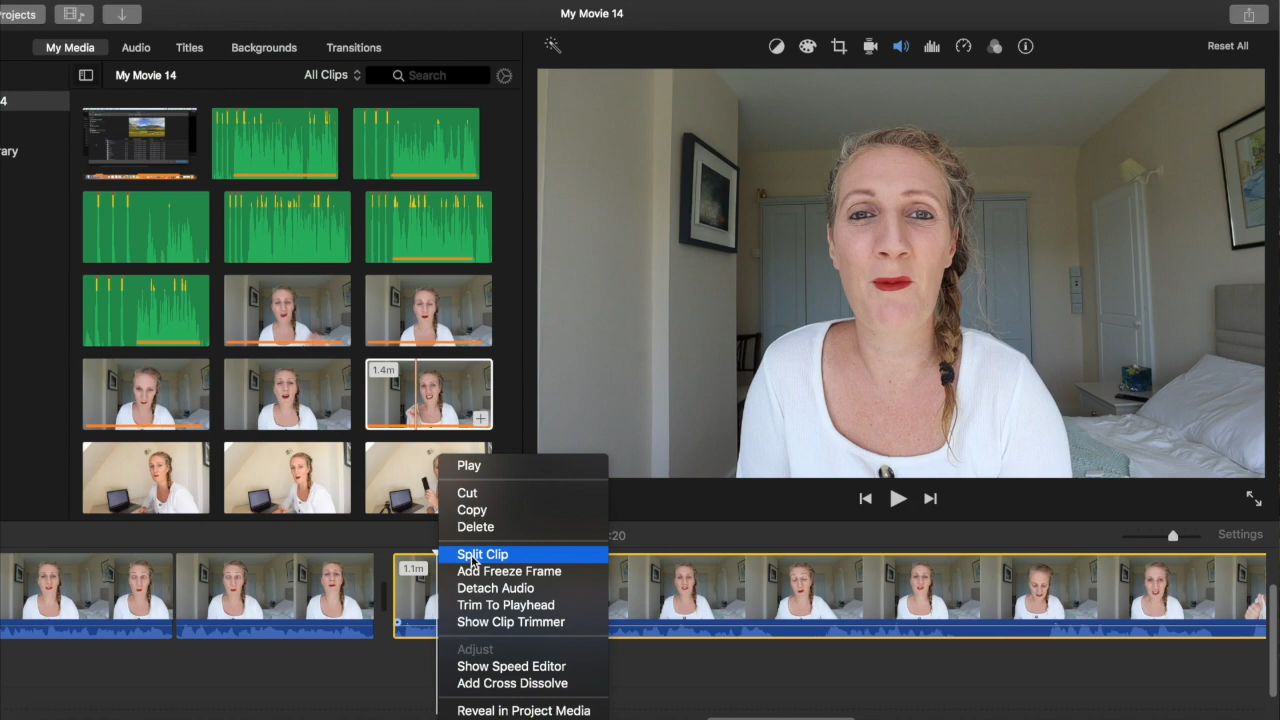 rojects
My Movie 14
My Media
Audio
Titles
Backgrounds
Transitions
Reset All
4
My Movie 14
All Clips
Search
ary
1.4m
Play
Cut
Copy
Delete
:20
Settings
Split Clip
1.1m
Add Freeze Frame
Detach Audio
Trim To Playhead
Show Clip Trimmer
Adjust
Show Speed Editor
Add Cross Dissolve
Reveal in Project Media